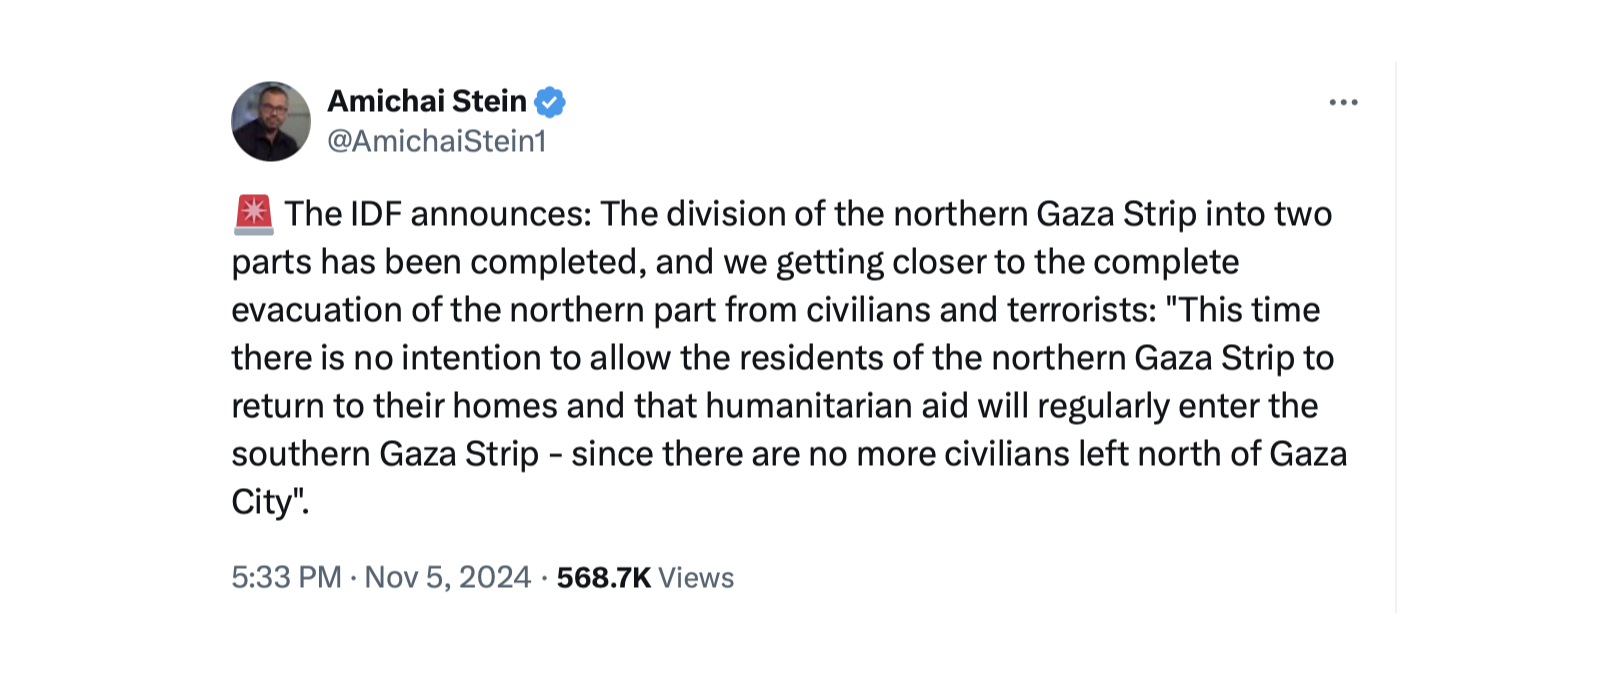 Amichai Stein
@AmichaiStein1
🚨 The IDF announces: The division of the northern Gaza Strip into two
parts has been completed, and we getting closer to the complete
evacuation of the northern part from civilians and terrorists: "This time
there is no intention to allow the residents of the northern Gaza Strip to
return to their homes and that humanitarian aid will regularly enter the
southern Gaza Strip - since there are no more civilians left north of Gaza
City".
5:33 PM · Nov 5, 2024 · 568.7K Views